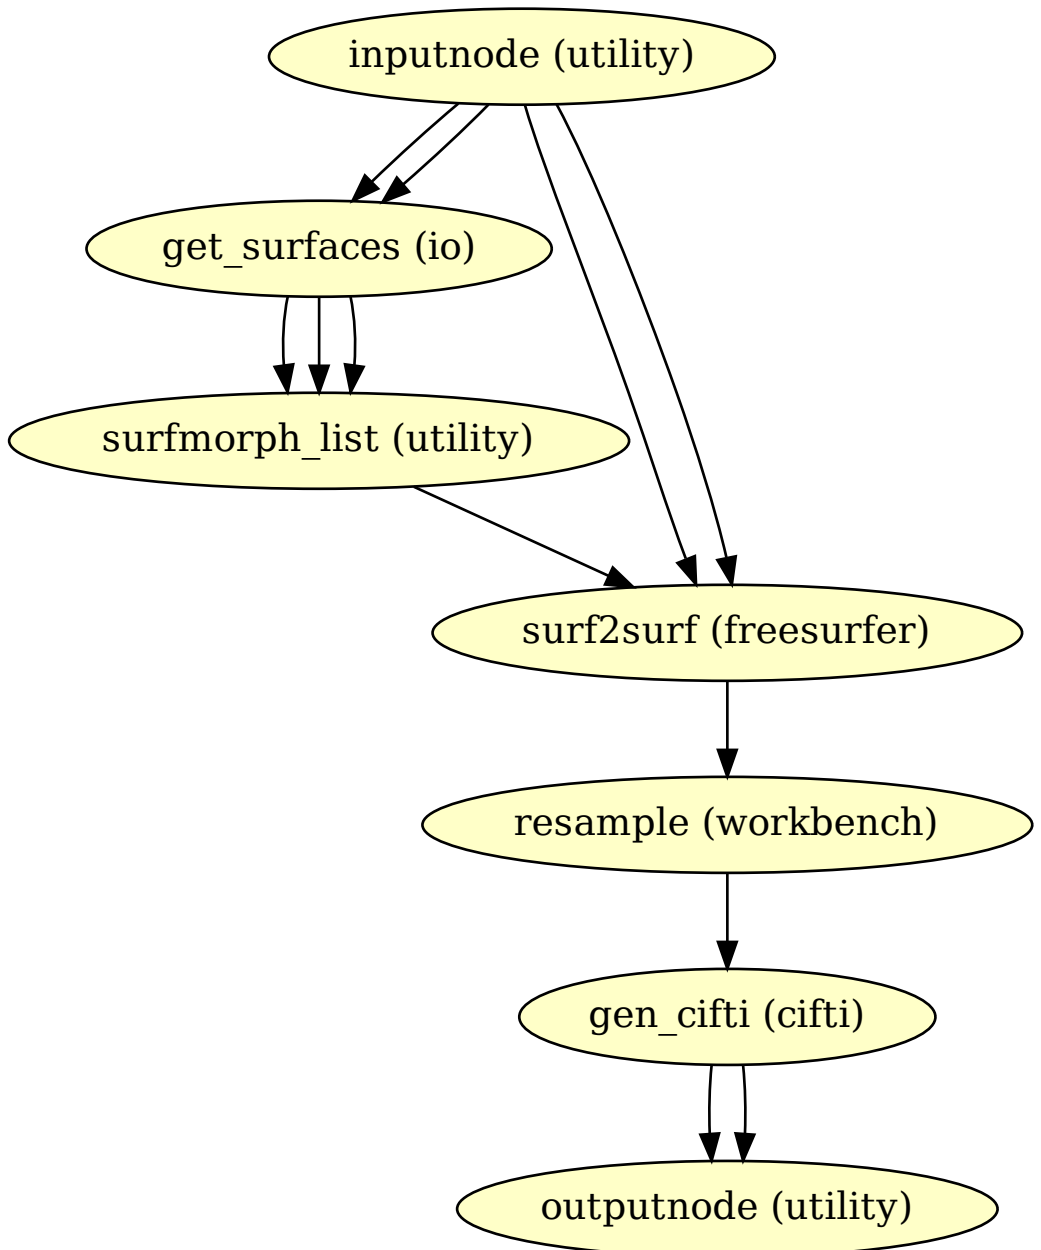 inputnode (utility)
get_surfaces (io)
surfmorph_list (utility)
surf2surf (freesurfer)
resample (workbench)
gen_cifti (cifti)
outputnode (utility)